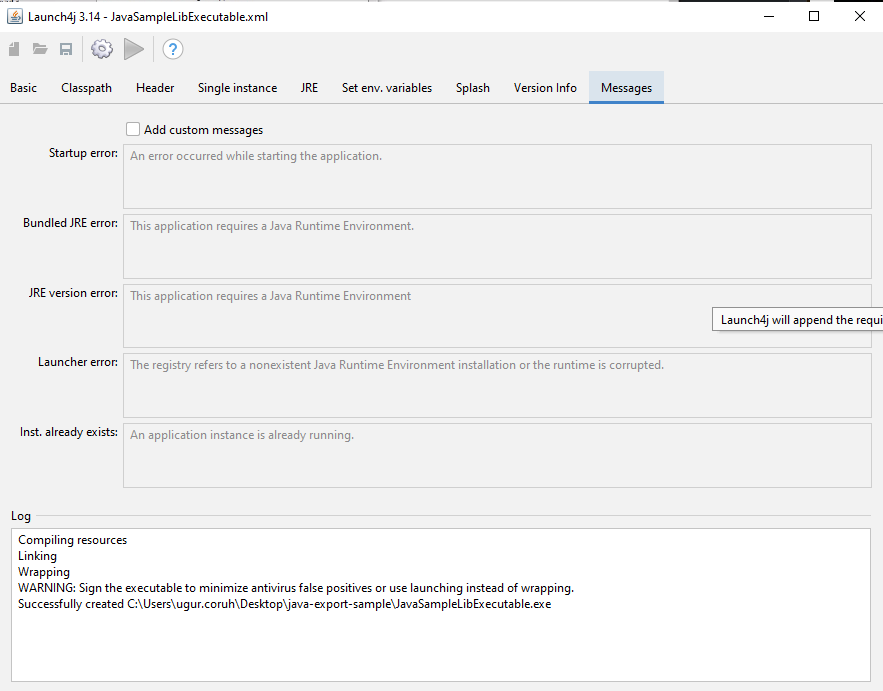 Launch4j 3.14 - JavaSampleLibExecutable.xml
Basic Classpath Header Single instance JRE Set env. variables Splash Version Info Messages
Add custom messages
Startup error: An error occurred while starting the application.
Bundled JRE error: This application requires a Java Runtime Environment.
JRE version error: This application requires a Java Runtime Environment
Launch4j will append the requi
Launcher error: The registry refers to a nonexistent Java Runtime Environment installation or the runtime is corrupted.
Inst. already exists: An application instance is already running.
Log
Compiling resources
Linking
Wrapping
WARNING: Sign the executable to minimize antivirus false positives or use launching instead of wrapping.
Successfully created C:\Users\ugur.coruh\Desktop\java-export-sample\JavaSampleLibExecutable.exe